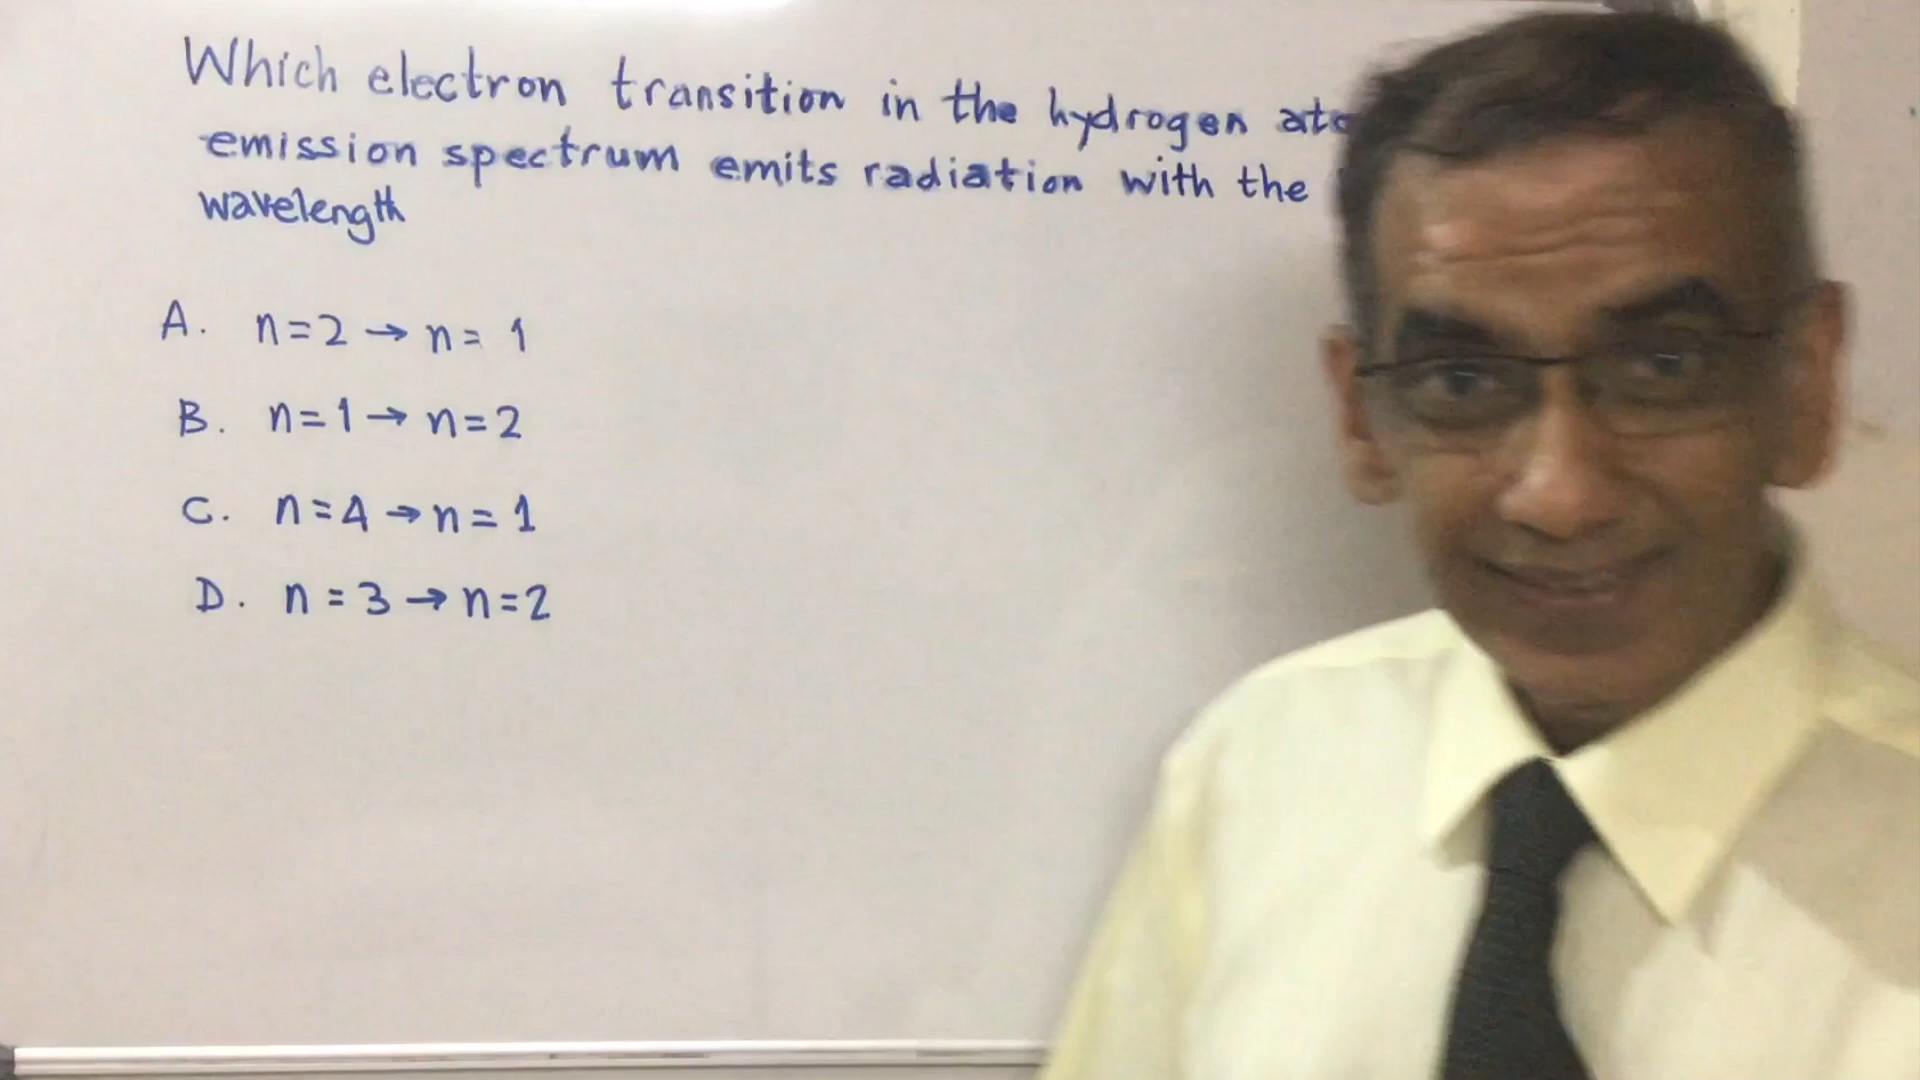 Which electron transition in the hydrogen
emission spectrum emits radiation with the
wavelength
A. n=2 → n= 1
B. n=1 → n=2
C. n=4 → n=1
D. n=3 → n=2